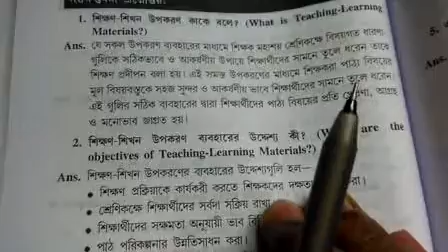 1. শিক্ষণ-শিখন উপকরণ কাকে বলে? (What is Teaching-Learning
Materials?)
Ans. যে সকল উপকরণ ব্যবহারের মাধ্যমে শিক্ষক মহাশয় শ্রেণিকক্ষে বিষয়গত ধারণা
গুলিকে সঠিকভাবে ও আকর্ষণীয় উপায়ে শিক্ষার্থীদের সামনে তুলে ধরেন তাকে
শিক্ষণ প্রদীপন বলা হয়। এই সমস্ত উপকরণের মাধ্যমে শিক্ষকরা পাঠ্য বিষয়ের
মূল বিষয়বস্তুকে সহজ সুন্দর ও আকর্ষণীয় ভাবে শিক্ষার্থীদের সামনে তুলে ধরেন।
এই গুলির সঠিক ব্যবহারের দ্বারা শিক্ষার্থীদের পাঠ্য বিষয়ের প্রতি আগ্রহ
ও মনোভাব জাগ্রত হয়।
2. শিক্ষণ-শিখন উপকরণ ব্যবহারের উদ্দেশ্য কী? are the
objectives of Teaching-Learning Materials?)
Ans. শিক্ষণ-শিখন উপকরণের ব্যবহারের উদ্দেশ্যগুলি হল—
• শিক্ষণ প্রক্রিয়াকে কার্যকরী করতে শিক্ষকদের দক্ষতা
• শ্রেণিকক্ষে শিক্ষার্থীদের সর্বদা সক্রিয় রাখা
• শিক্ষার্থীদের সক্ষমতা অনুযায়ী ভাব
• পাঠ পরিকল্পনার উন্নতিসাধন করা।
5.